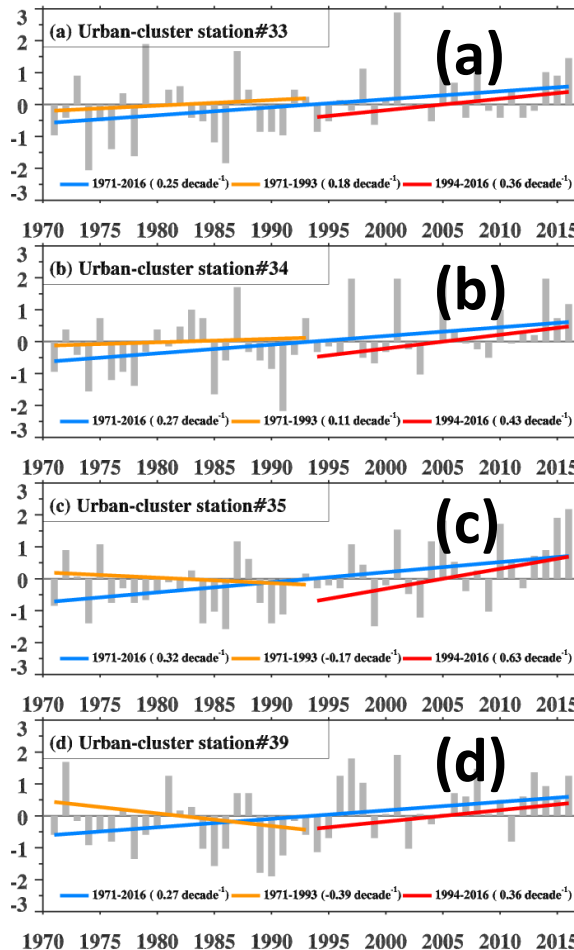 3
(a) Urban-cluster station#33
(a)
2
1
0
-1
-2
1971-2016 ( 0.25 decade⁻¹) 1971-1993 ( 0.18 decade⁻¹) 1994-2016 ( 0.36 decade⁻¹)
-3
1970 1975 1980 1985 1990 1995 2000 2005 2010 2015
3
(b) Urban-cluster station#34
(b)
2
1
0
-1
-2
1971-2016 ( 0.27 decade⁻¹) 1971-1993 ( 0.11 decade⁻¹) 1994-2016 ( 0.43 decade⁻¹)
-3
1970 1975 1980 1985 1990 1995 2000 2005 2010 2015
3
(c) Urban-cluster station#35
(c)
2
1
0
-1
-2
1971-2016 ( 0.32 decade⁻¹) 1971-1993 (-0.17 decade⁻¹) 1994-2016 ( 0.63 decade⁻¹)
-3
1970 1975 1980 1985 1990 1995 2000 2005 2010 2015
3
(d) Urban-cluster station#39
(d)
2
1
0
-1
-2
1971-2016 ( 0.27 decade⁻¹) 1971-1993 (-0.39 decade⁻¹) 1994-2016 ( 0.36 decade⁻¹)
-3
1970 1975 1980 1985 1990 1995 2000 2005 2010 2015